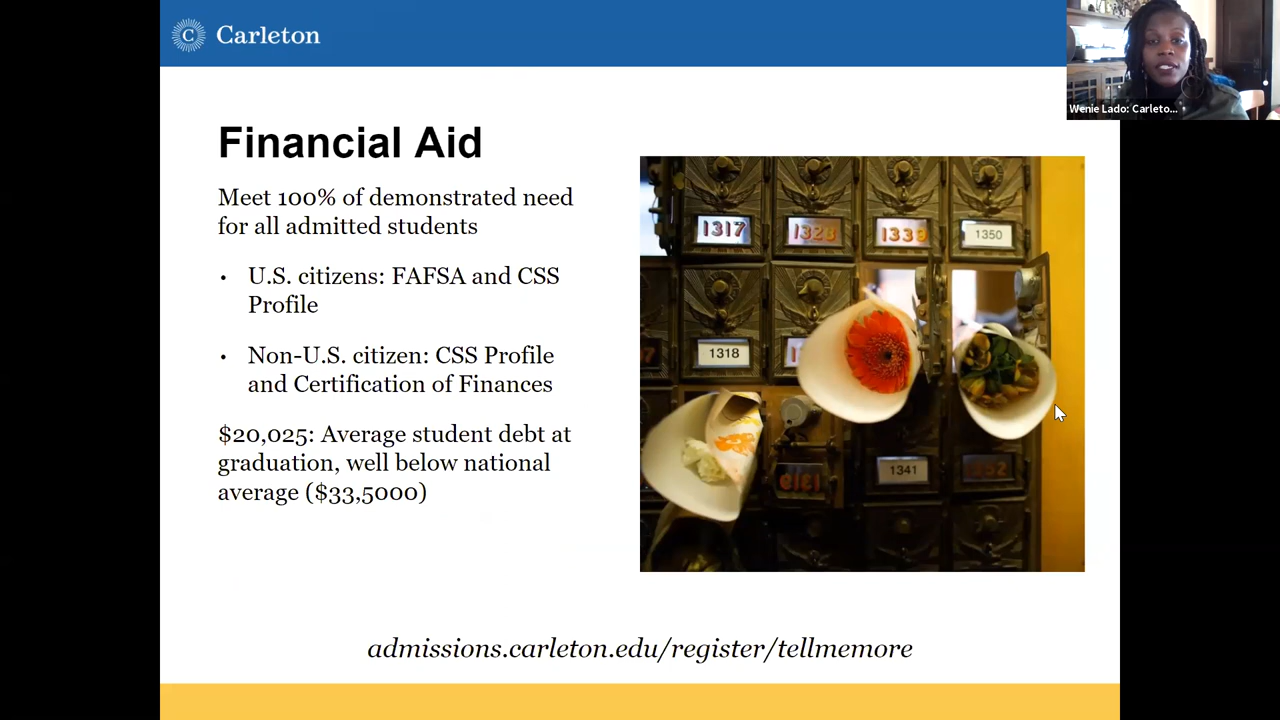 C Carleton
Wenie Lado: Carleto...
Financial Aid
Meet 100% of demonstrated need
for all admitted students
• U.S. citizens: FAFSA and CSS
Profile
• Non-U.S. citizen: CSS Profile
and Certification of Finances
$20,025: Average student debt at
graduation, well below national
average ($33,5000)
1317
1328
1339
1350
1318
1341
1352
admissions.carleton.edu/register/tellmemore